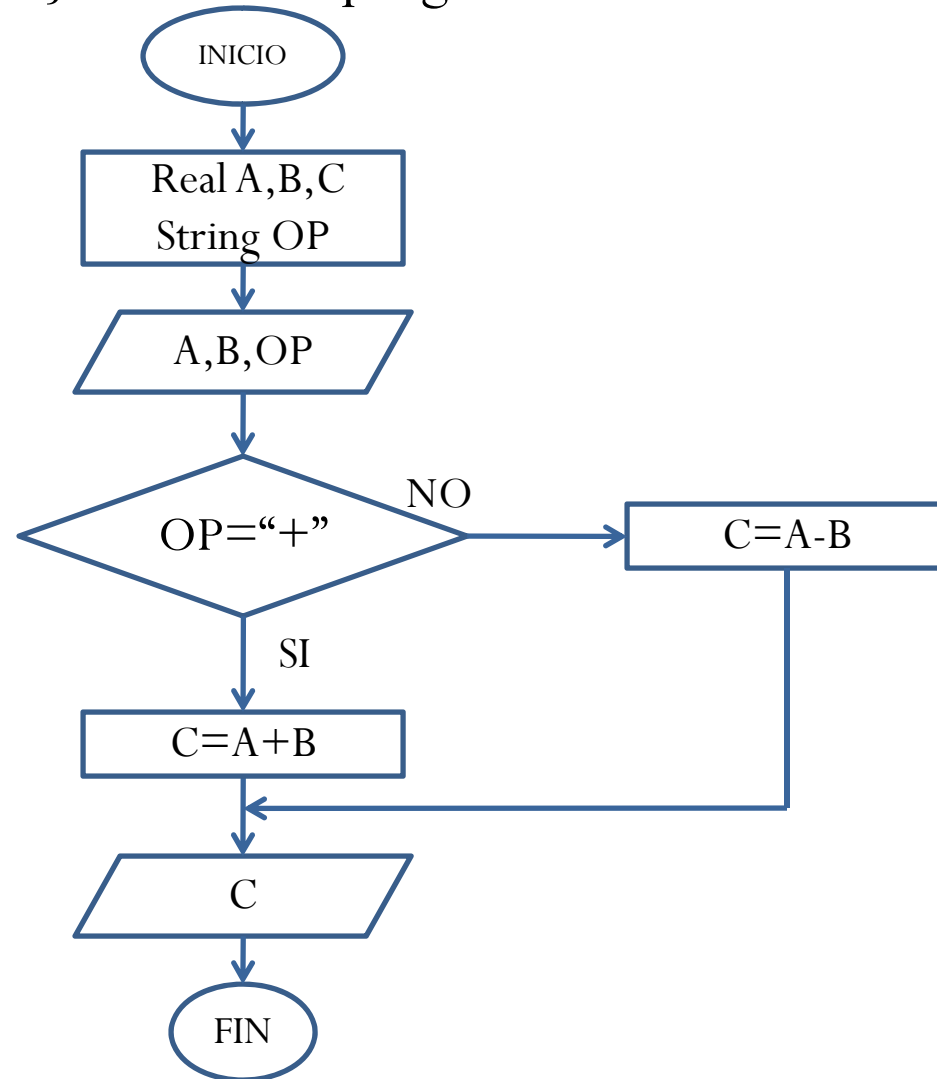 INICIO
Real A,B,C
String OP
A,B,OP
OP=“+”
NO
C=A-B
SI
C=A+B
C
FIN